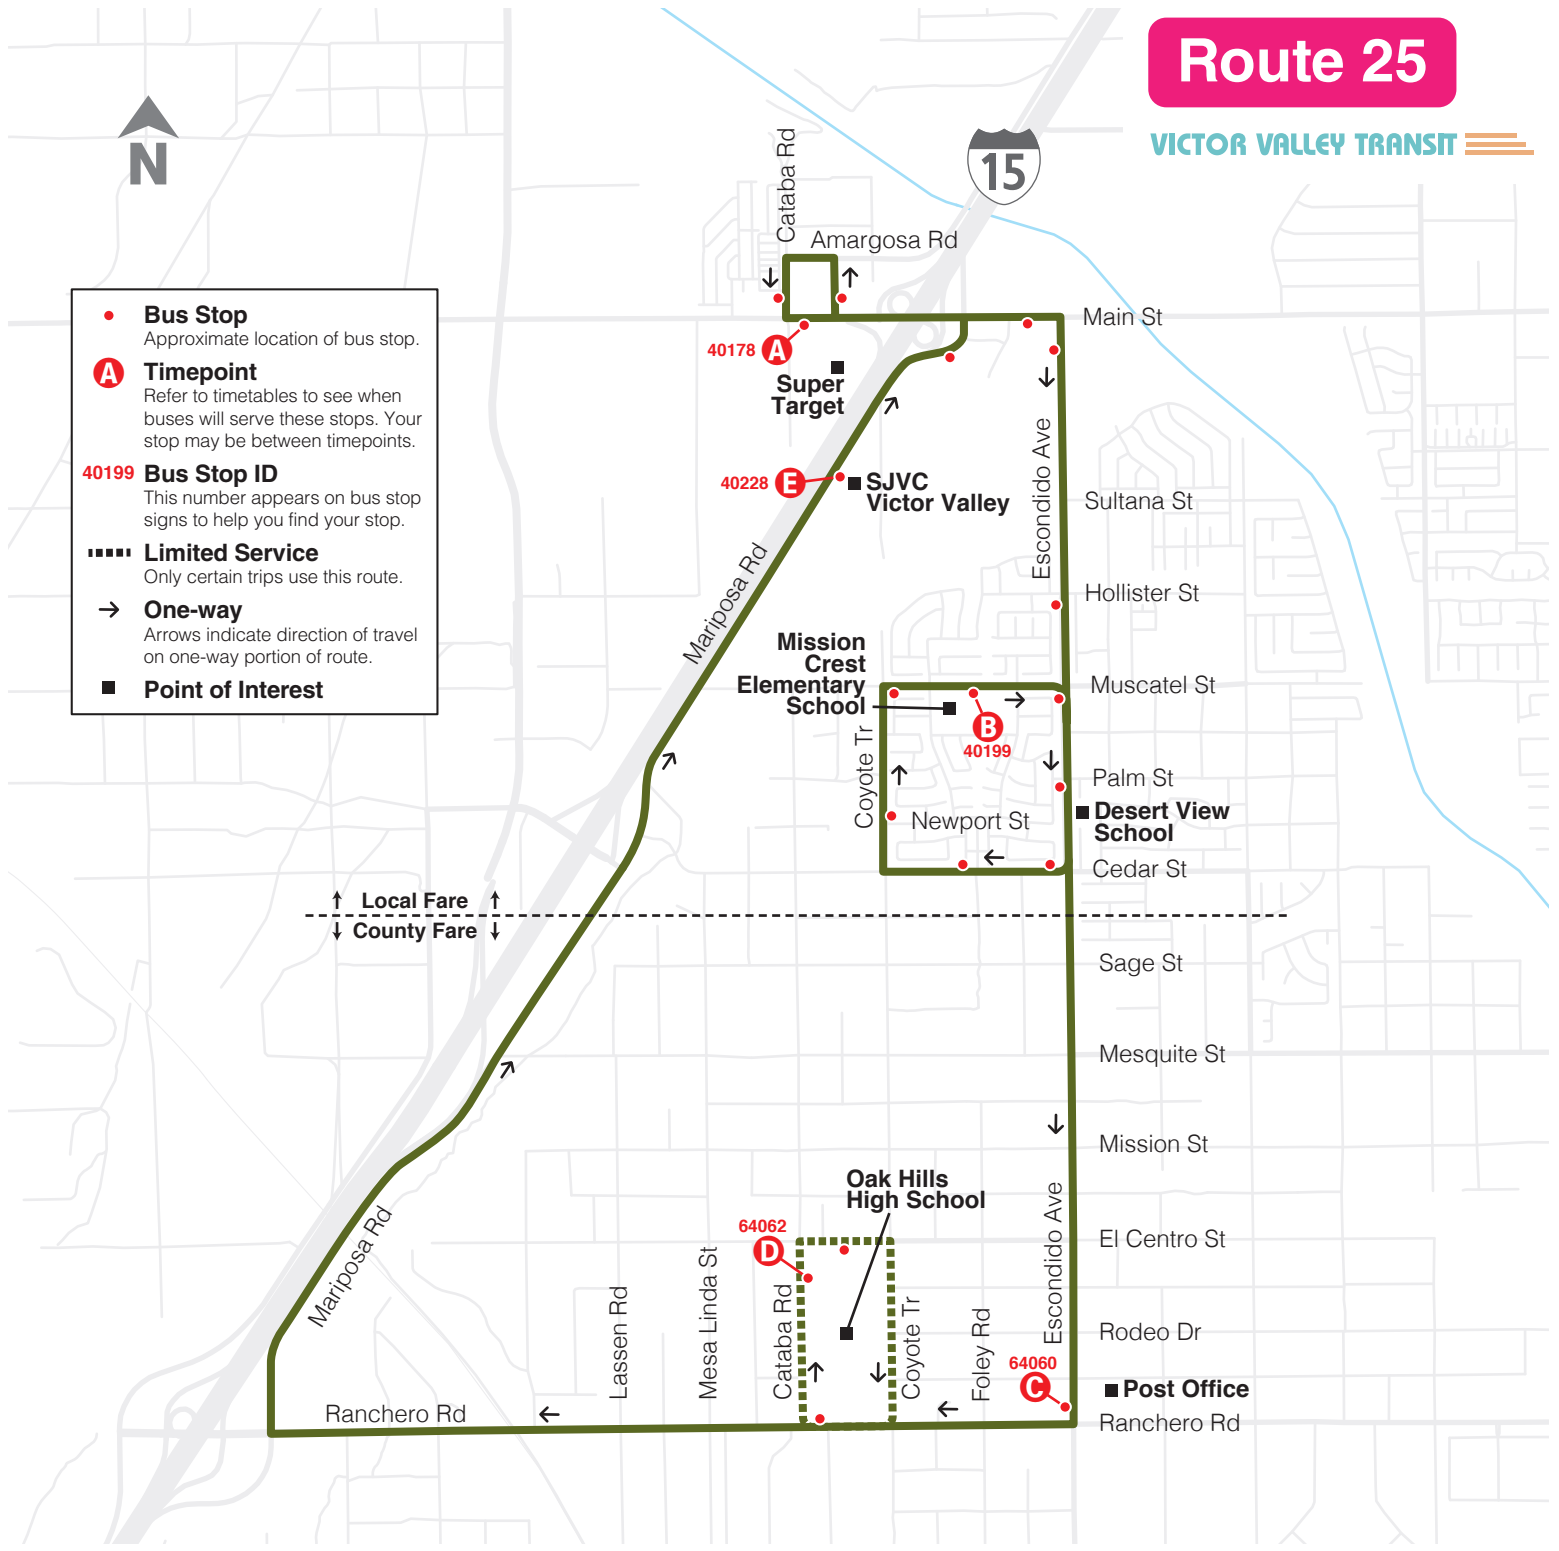 Route 25
VICTOR VALLEY TRANSIT
N
15
Cataba Rd
Amargosa Rd
Main St
40178 A
Super
Target
Bus Stop
Approximate location of bus stop.
A Timepoint
Refer to timetables to see when
buses will serve these stops. Your
stop may be between timepoints.
40199 Bus Stop ID
This number appears on bus stop
signs to help you find your stop.
Limited Service
Only certain trips use this route.
One-way
Arrows indicate direction of travel
on one-way portion of route.
Point of Interest
40228 E
SJVC
Victor Valley
Escondido Ave
Sultana St
Mariposa Rd
Hollister St
Mission
Crest
Elementary
School
Muscatel St
B
40199
Coyote Tr
Palm St
Newport St
Desert View
School
Cedar St
Local Fare
County Fare
Sage St
Mesquite St
Mission St
Oak Hills
High School
Escondido Ave
El Centro St
64062
D
Mariposa Rd
Lassen Rd
Mesa Linda St
Cataba Rd
Coyote Tr
Foley Rd
Rodeo Dr
64060
C
Post Office
Ranchero Rd
Ranchero Rd